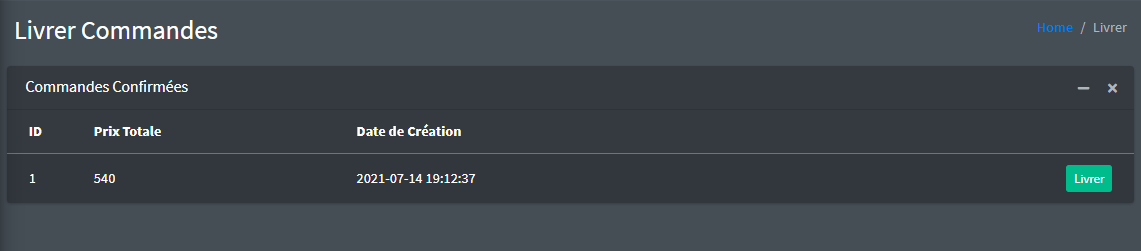 Livrer Commandes
Home / Livrer
Commandes Confirmées
ID Prix Totale Date de Création
1 540 2021-07-14 19:12:37 Livrer